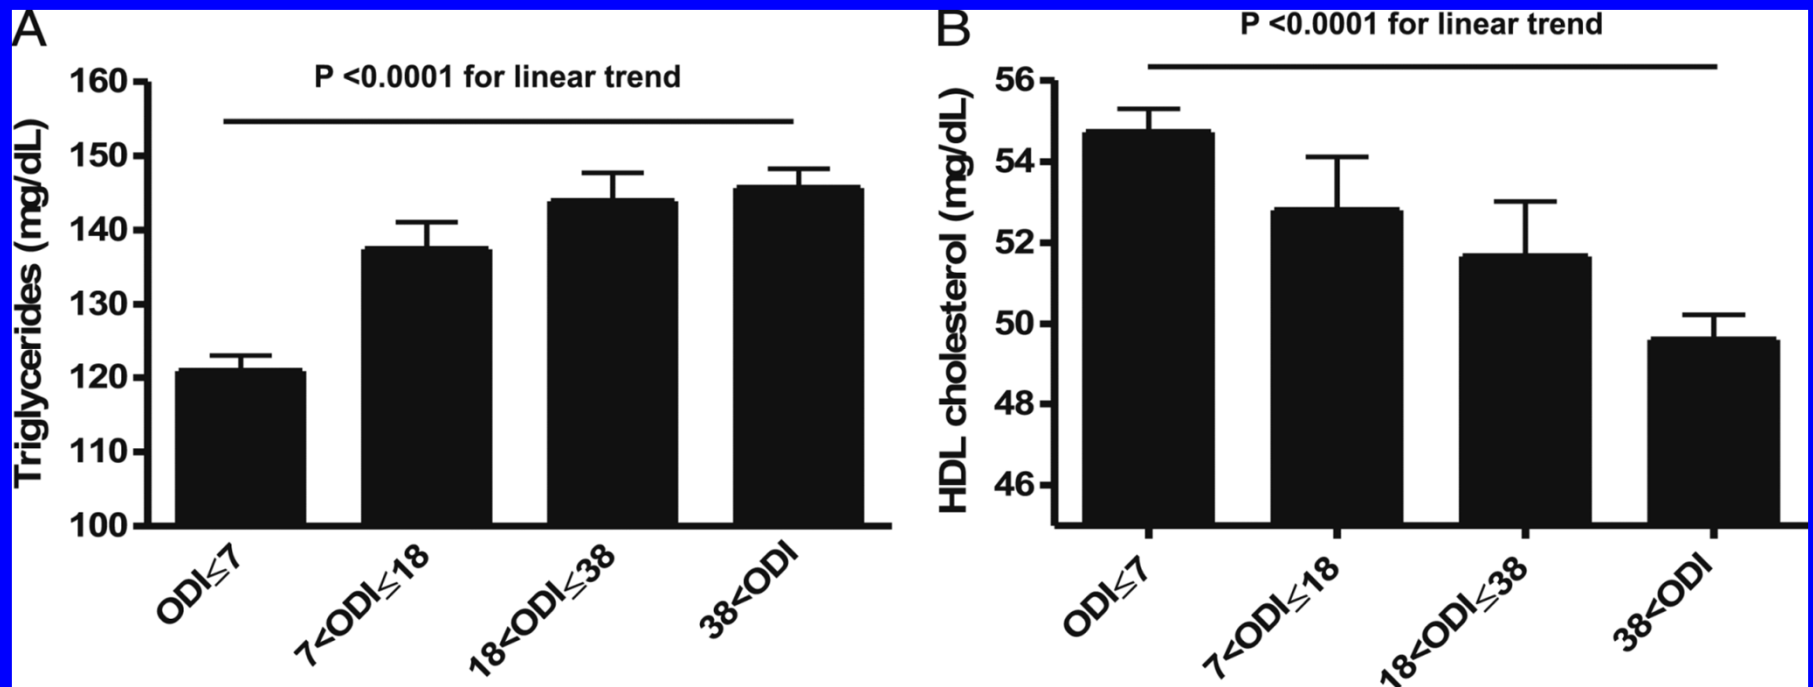 A
P <0.0001 for linear trend
Triglycerides (mg/dL)
160
150
140
130
120
110
100
ODI≤7
7<ODI≤18
18<ODI≤38
38<ODI
B
P <0.0001 for linear trend
HDL cholesterol (mg/dL)
56
54
52
50
48
46
ODI≤7
7<ODI≤18
18<ODI≤38
38<ODI